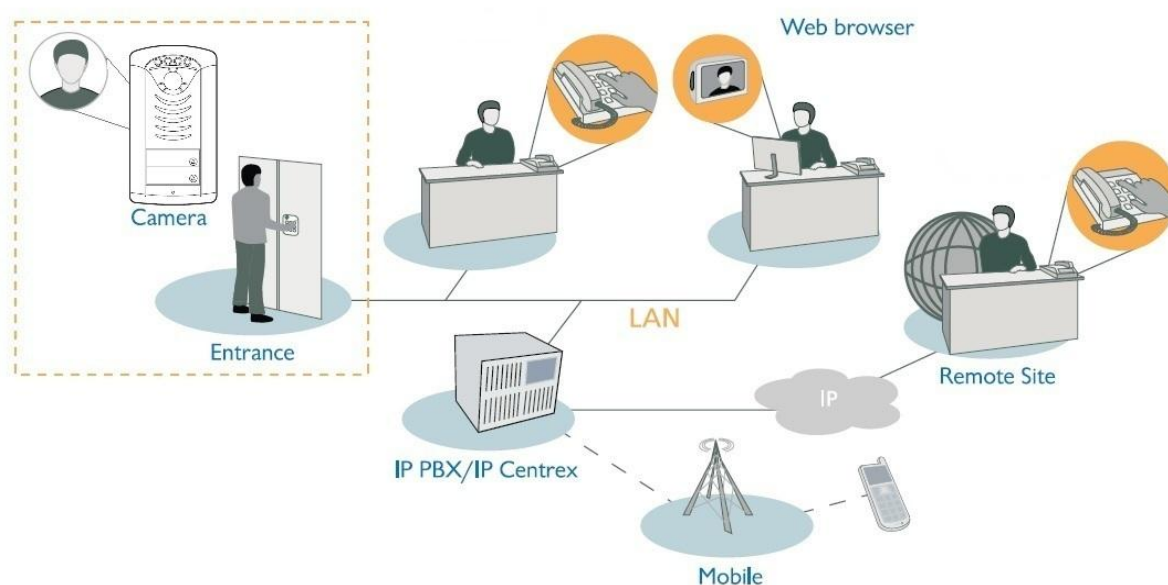 Web browser
Camera
LAN
Entrance
Remote Site
IP
IP PBX/IP Centrex
Mobile